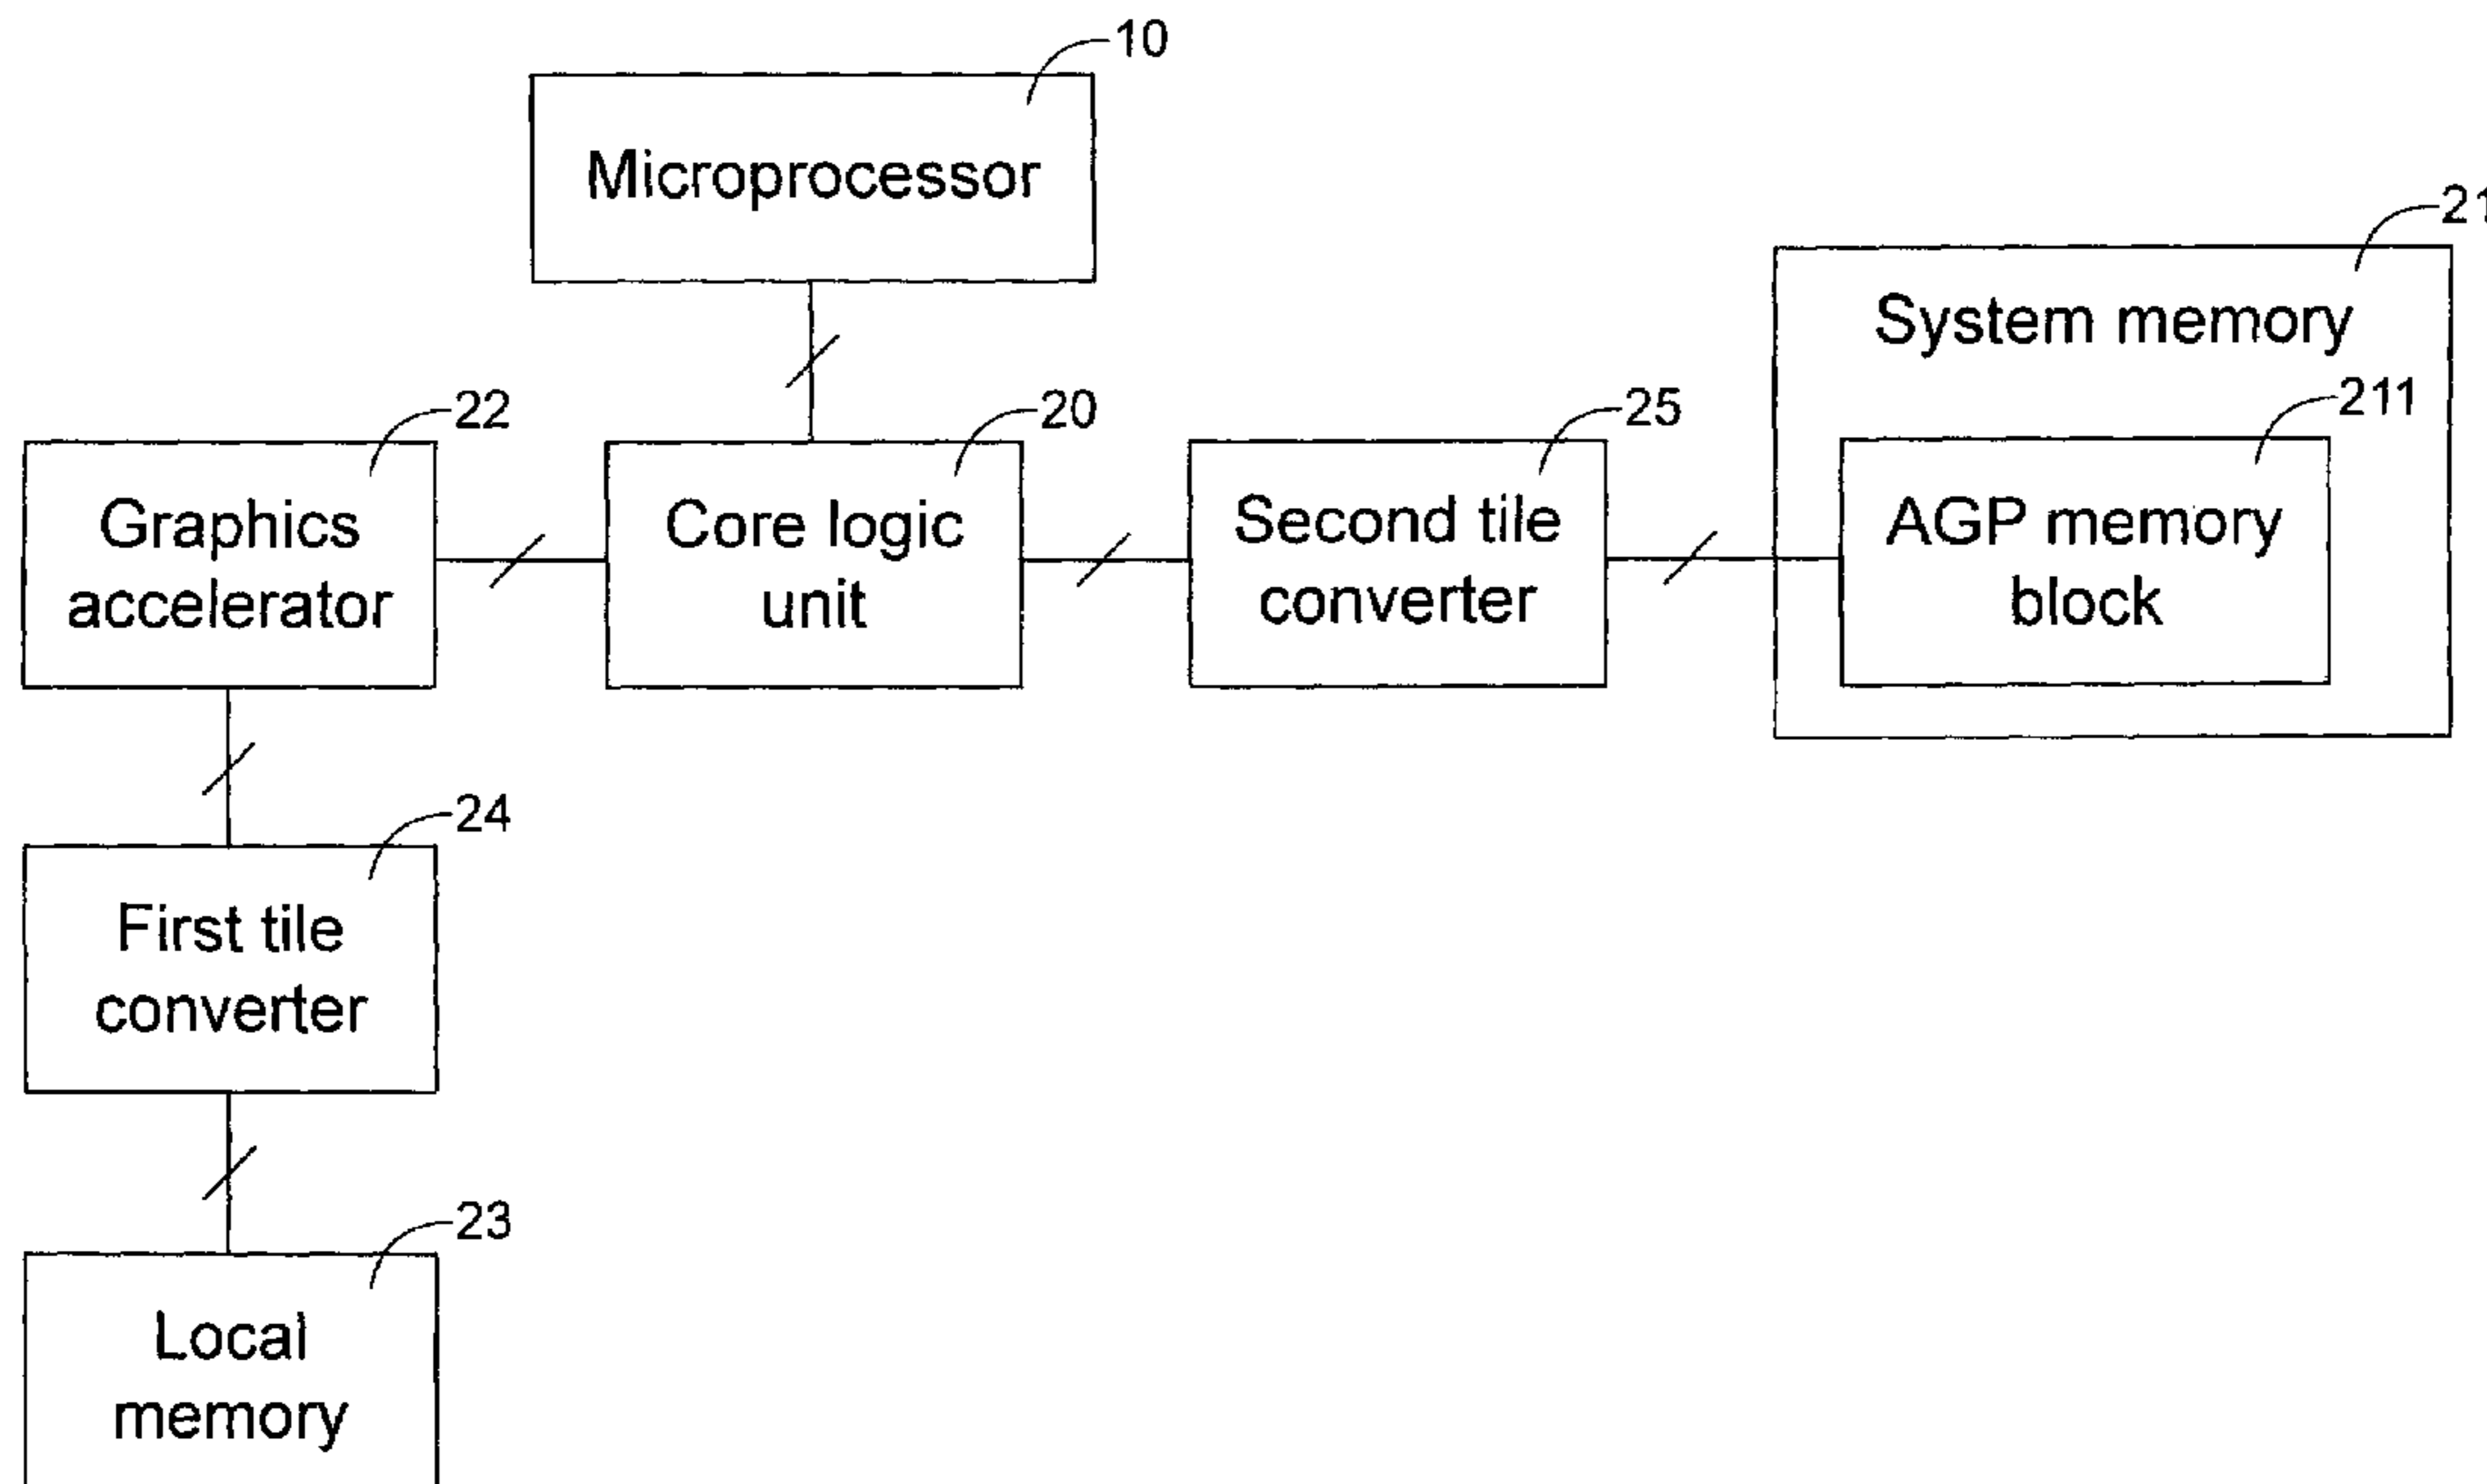 10
Microprocessor
21
System memory
22
20
25
211
Graphics
accelerator
Core logic
unit
Second tile
converter
AGP memory
block
24
First tile
converter
23
Local
memory